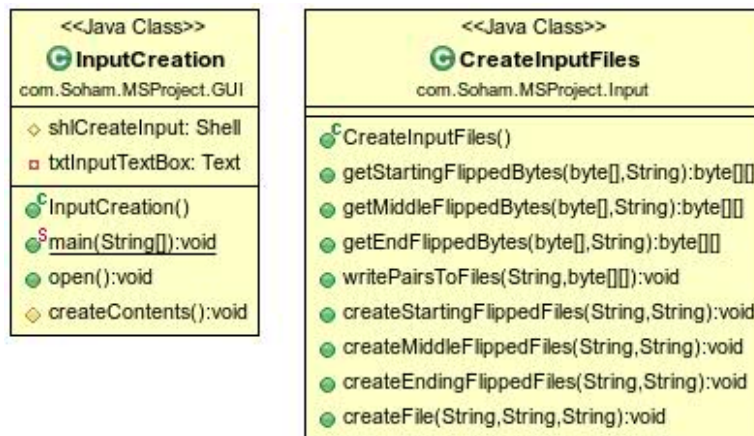 <<Java Class>>
InputCreation
com.Soham.MSProject.GUI
shlCreateInput: Shell
txtInputTextBox: Text
InputCreation()
main(String[]):void
open():void
createContents():void
<<Java Class>>
CreateInputFiles
com.Soham.MSProject.Input
CreateInputFiles()
getStartingFlippedBytes(byte[],String):byte[][]
getMiddleFlippedBytes(byte[],String):byte[][]
getEndFlippedBytes(byte[],String):byte[][]
writePairsToFiles(String,byte[][]):void
createStartingFlippedFiles(String,String):void
createMiddleFlippedFiles(String,String):void
createEndingFlippedFiles(String,String):void
createFile(String,String,String):void